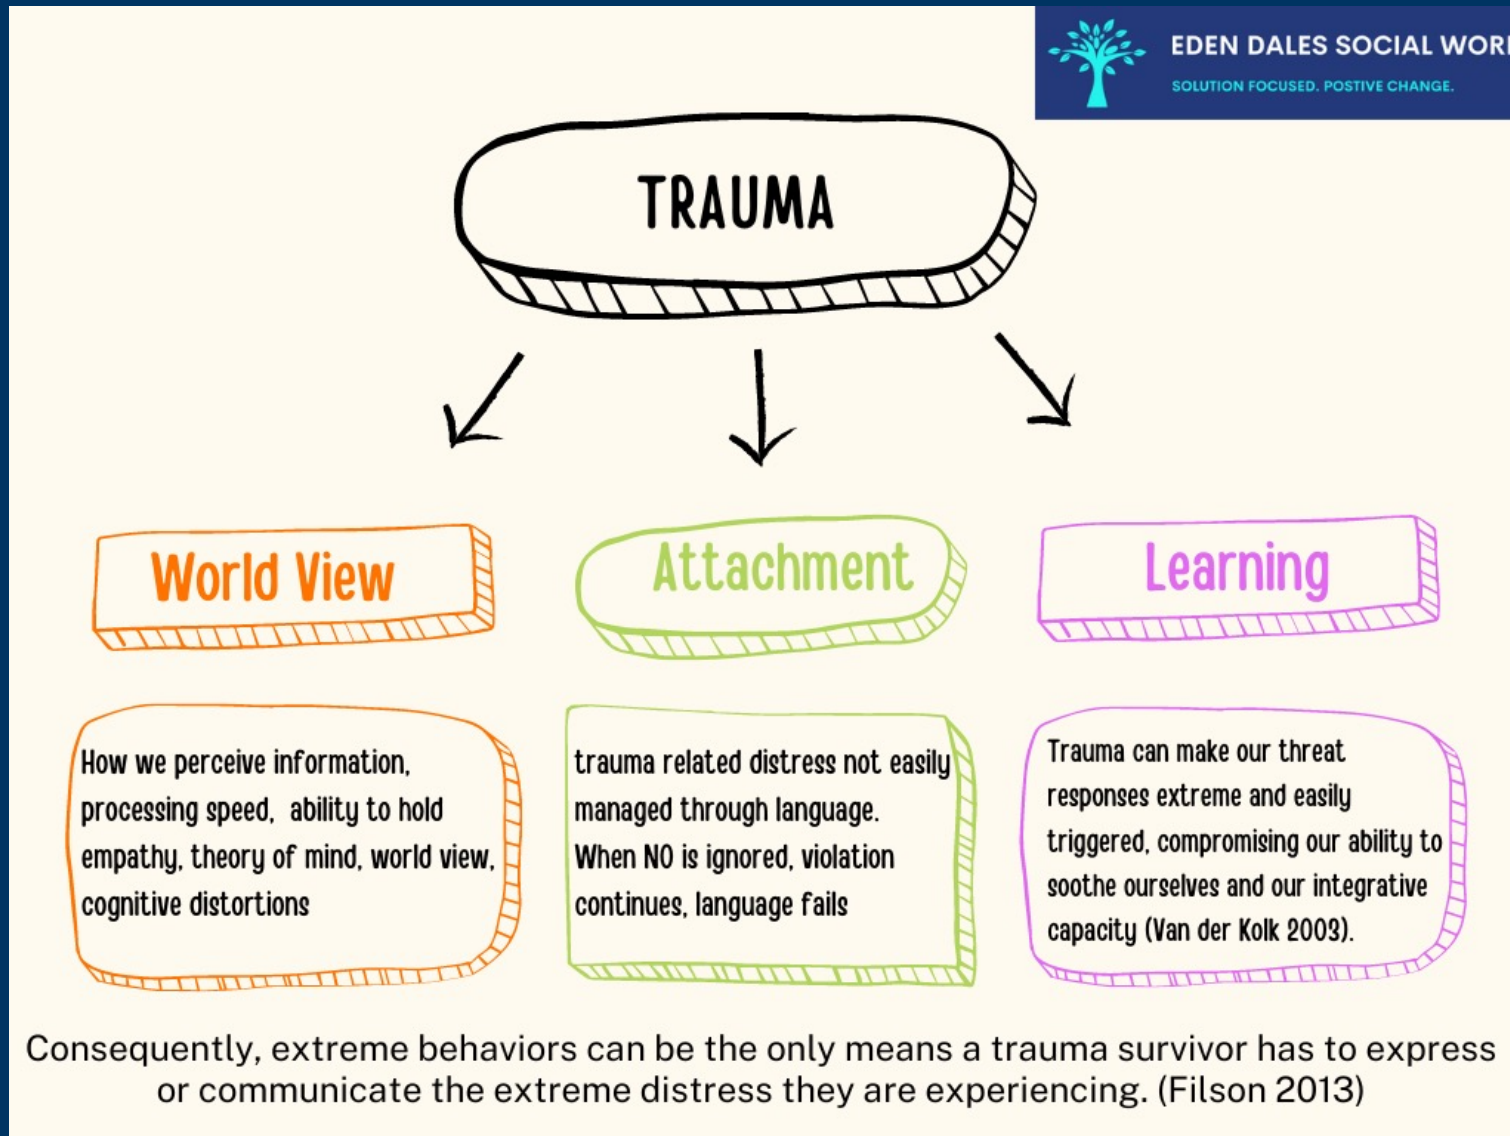 EDEN DALES SOCIAL WOR
SOLUTION FOCUSED. POSTIVE CHANGE.
TRAUMA
World View
How we perceive information,
processing speed, ability to hold
empathy, theory of mind, world view,
cognitive distortions
Attachment
trauma related distress not easily
managed through language.
When NO is ignored, violation
continues, language fails
Learning
Trauma can make our threat
responses extreme and easily
triggered, compromising our ability to
soothe ourselves and our integrative
capacity (Van der Kolk 2003).
Consequently, extreme behaviors can be the only means a trauma survivor has to express
or communicate the extreme distress they are experiencing. (Filson 2013)